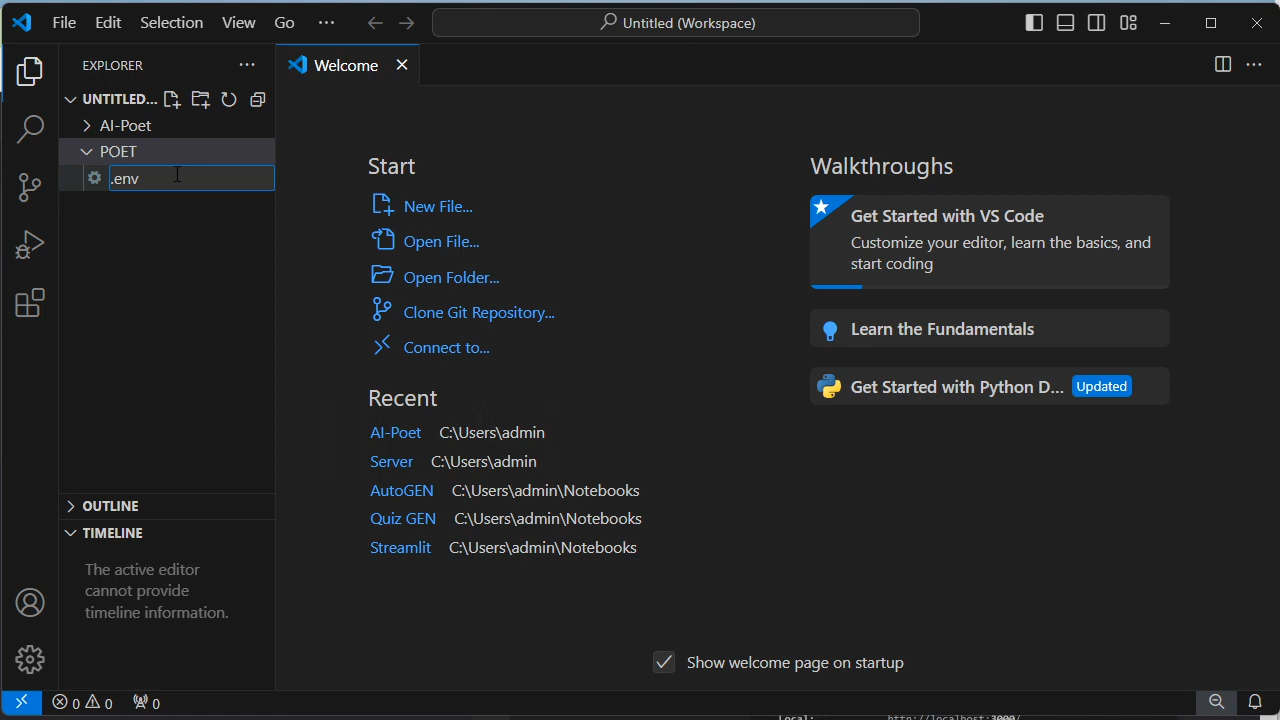 File Edit Selection View Go ···
Untitled (Workspace)
EXPLORER
Welcome
UNTITLED...
AI-Poet
POET
.env
Start
New File...
Open File...
Open Folder...
Clone Git Repository...
Connect to...
Recent
AI-Poet C:\Users\admin
Server C:\Users\admin
AutoGEN C:\Users\admin\Notebooks
Quiz GEN C:\Users\admin\Notebooks
Streamlit C:\Users\admin\Notebooks
Walkthroughs
Get Started with VS Code
Customize your editor, learn the basics, and
start coding
Learn the Fundamentals
Get Started with Python D... Updated
OUTLINE
TIMELINE
The active editor
cannot provide
timeline information.
Show welcome page on startup
0 0 0
Local: http://localhost:3000/